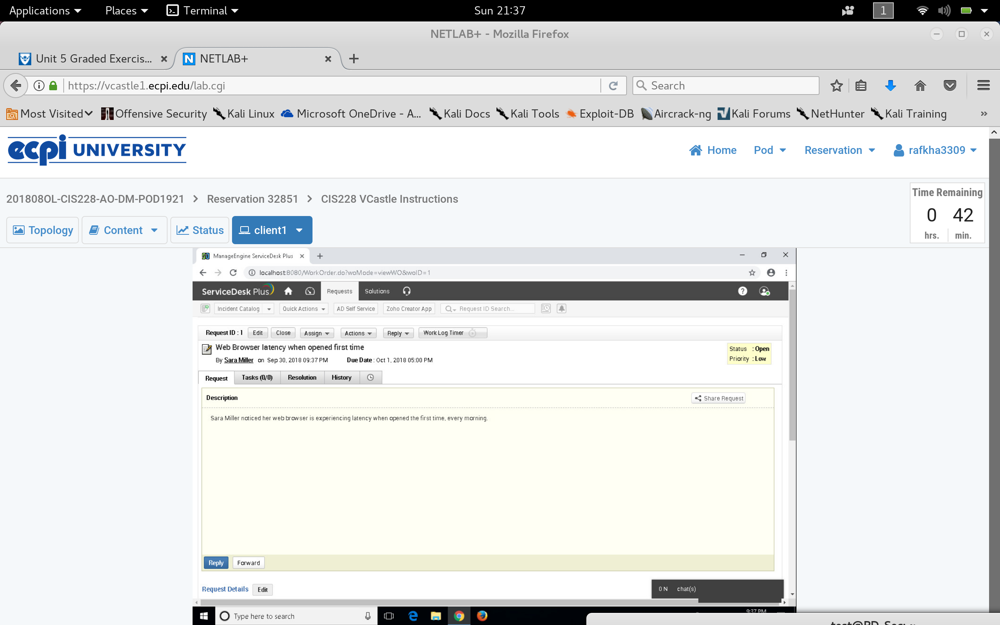 Applications Places Terminal Sun 21:37 1
NETLAB+ - Mozilla Firefox
Unit 5 Graded Exercis... NETLAB+
https://vcastle1.ecpi.edu/lab.cgi Search
Most Visited Offensive Security Kali Linux Microsoft OneDrive - A... Kali Docs Kali Tools Exploit-DB Aircrack-ng Kali Forums NetHunter Kali Training »
ecpi UNIVERSITY Home Pod Reservation rafkha3309
201808OL-CIS228-AO-DM-POD1921 > Reservation 32851 > CIS228 VCastle Instructions
Time Remaining
0 42
hrs. min.
Topology Content Status client1
ManageEngine ServiceDesk Plus
localhost:8080/WorkOrder.do?woMode=viewWO&woID=1
ServiceDesk Plus Requests Solutions
Incident Catalog Quick Actions AD Self Service Zoho Creator App Request ID Search...
Request ID : 1 Edit Close Assign Actions Reply Work Log Timer
Web Browser latency when opened first time
By Sara Miller on Sep 30, 2018 09:37 PM Due Date : Oct 1, 2018 05:00 PM
Status : Open
Priority : Low
Request Tasks (0/0) Resolution History
Description Share Request
Sara Miller noticed her web browser is experiencing latency when opened the first time, every morning.
Reply Forward
Request Details Edit
0 N chat(s)
Type here to search
9:37 PM